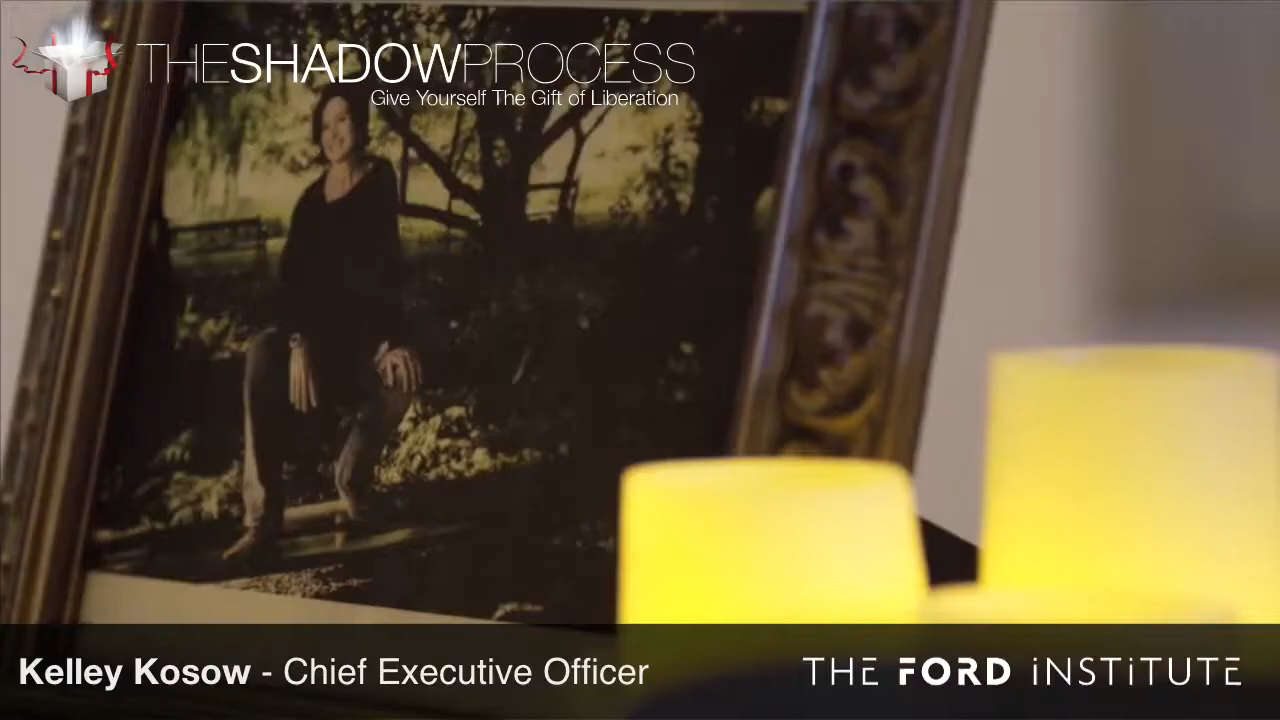 THESHADOWPROCESS
Give Yourself The Gift of Liberation
Kelley Kosow - Chief Executive Officer
THE FORD iNSTiTUTE